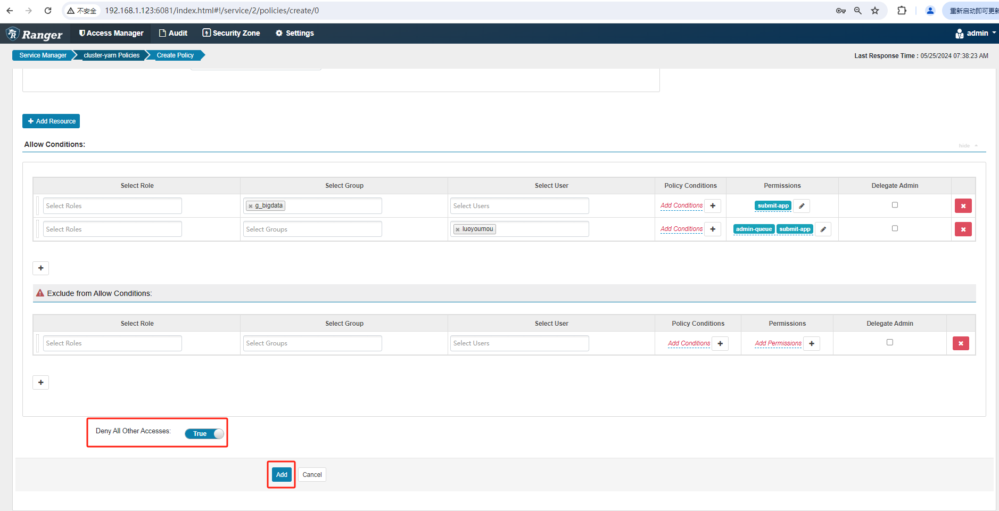 不安全 192.168.1.123:6081/index.html#!/service/2/policies/create/0 重新启动即可更新
Ranger Access Manager Audit Security Zone Settings admin
Service Manager cluster-yarn Policies Create Policy Last Response Time : 05/25/2024 07:38:23 AM
Add Resource
Allow Conditions: hide
Select Role Select Group Select User Policy Conditions Permissions Delegate Admin
Select Roles g_bigdata Select Users Add Conditions submit-app
Select Roles Select Groups luoyoumou Add Conditions admin-queue submit-app
Exclude from Allow Conditions:
Select Role Select Group Select User Policy Conditions Permissions Delegate Admin
Select Roles Select Groups Select Users Add Conditions Add Permissions
Deny All Other Accesses: True
Add Cancel